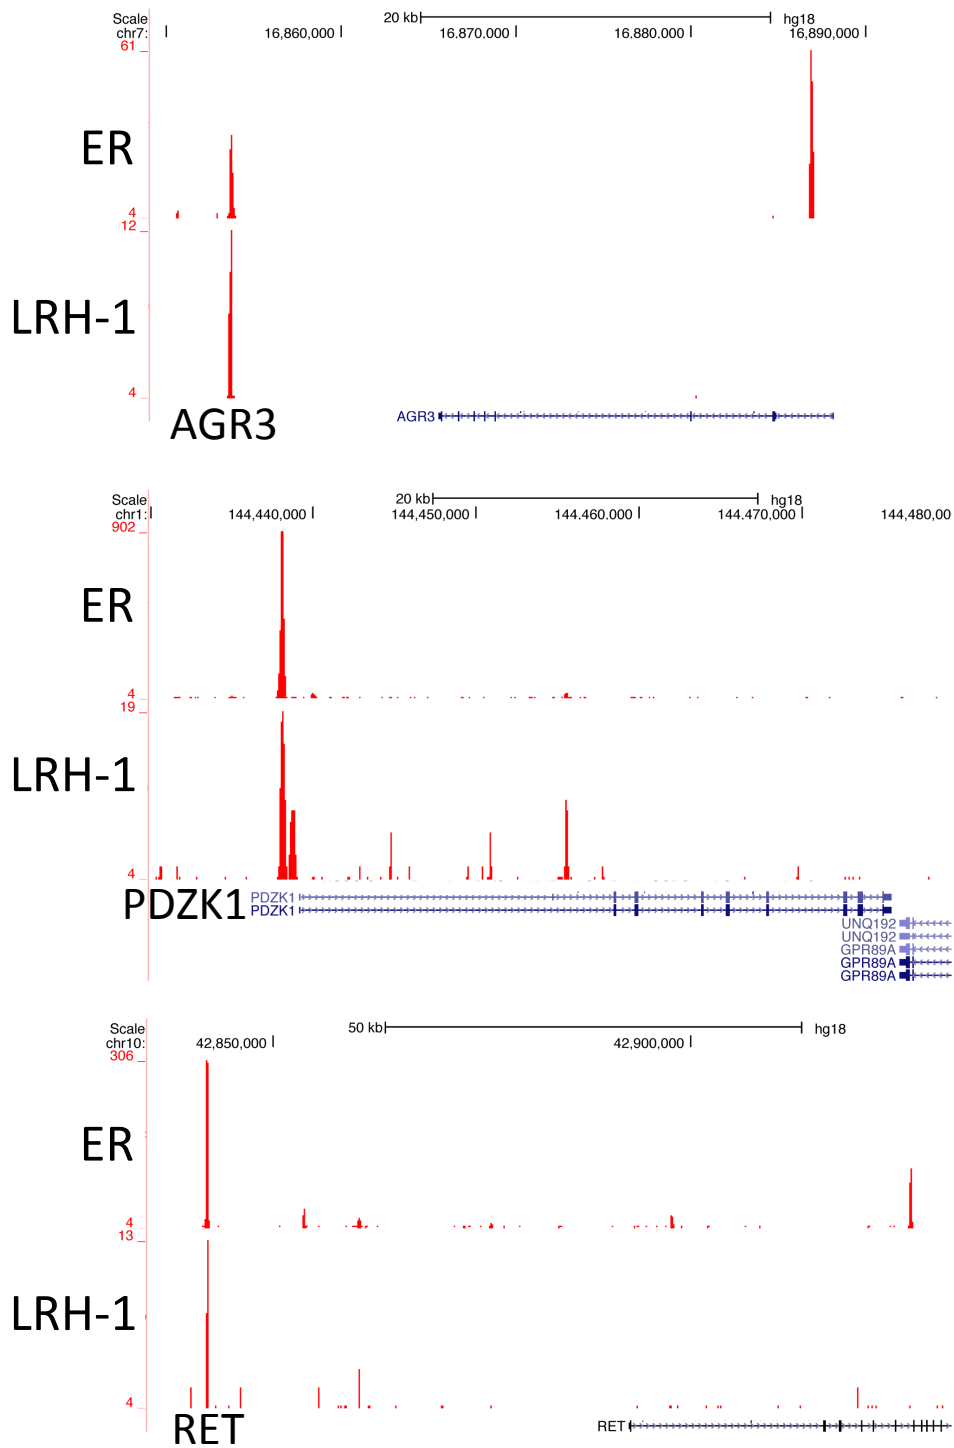 Scale 20 kb hg18
chr7: 16,860,000 16,870,000 16,880,000 16,890,000
61
ER
4
12
LRH-1
4
AGR3 AGR3
Scale 20 kb hg18
chr1: 144,440,000 144,450,000 144,460,000 144,470,000 144,480,00
902
ER
4
19
LRH-1
4
PDZK1 PDZK1
PDZK1
UNQ192
UNQ192
GPR89A
GPR89A
GPR89A
Scale 50 kb hg18
chr10: 42,850,000 42,900,000
306
ER
4
13
LRH-1
4
RET RET